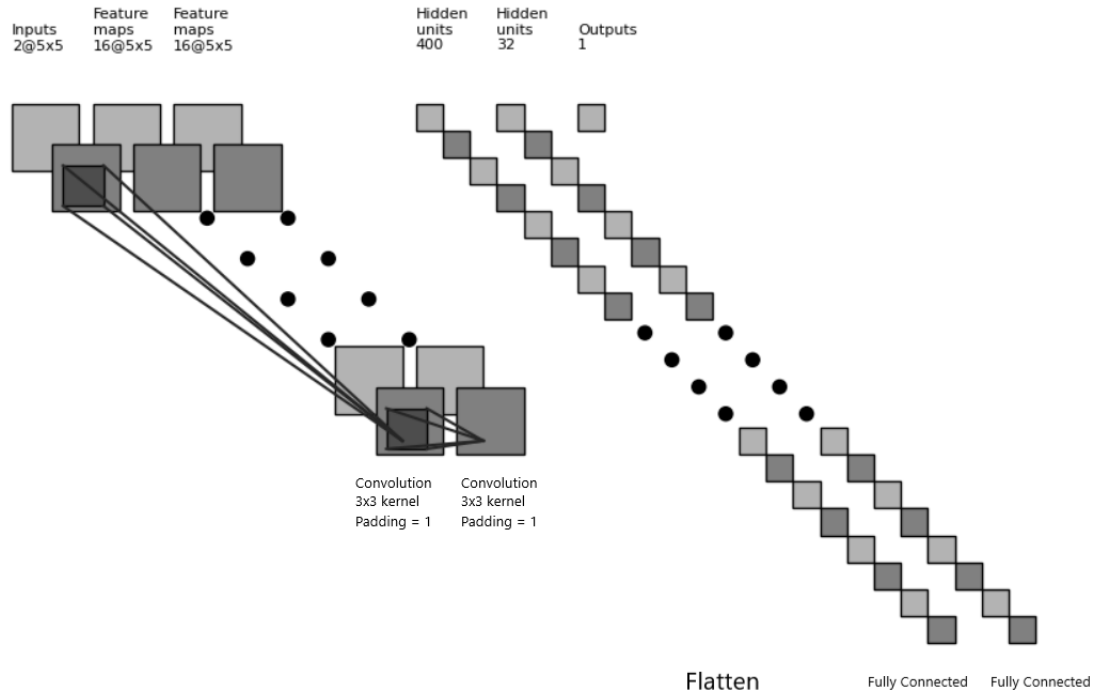 Inputs
2@5x5
Feature
maps
16@5x5
Feature
maps
16@5x5
Hidden
units
400
Hidden
units
32
Outputs
1
Convolution
3x3 kernel
Padding = 1
Convolution
3x3 kernel
Padding = 1
Flatten
Fully Connected
Fully Connected